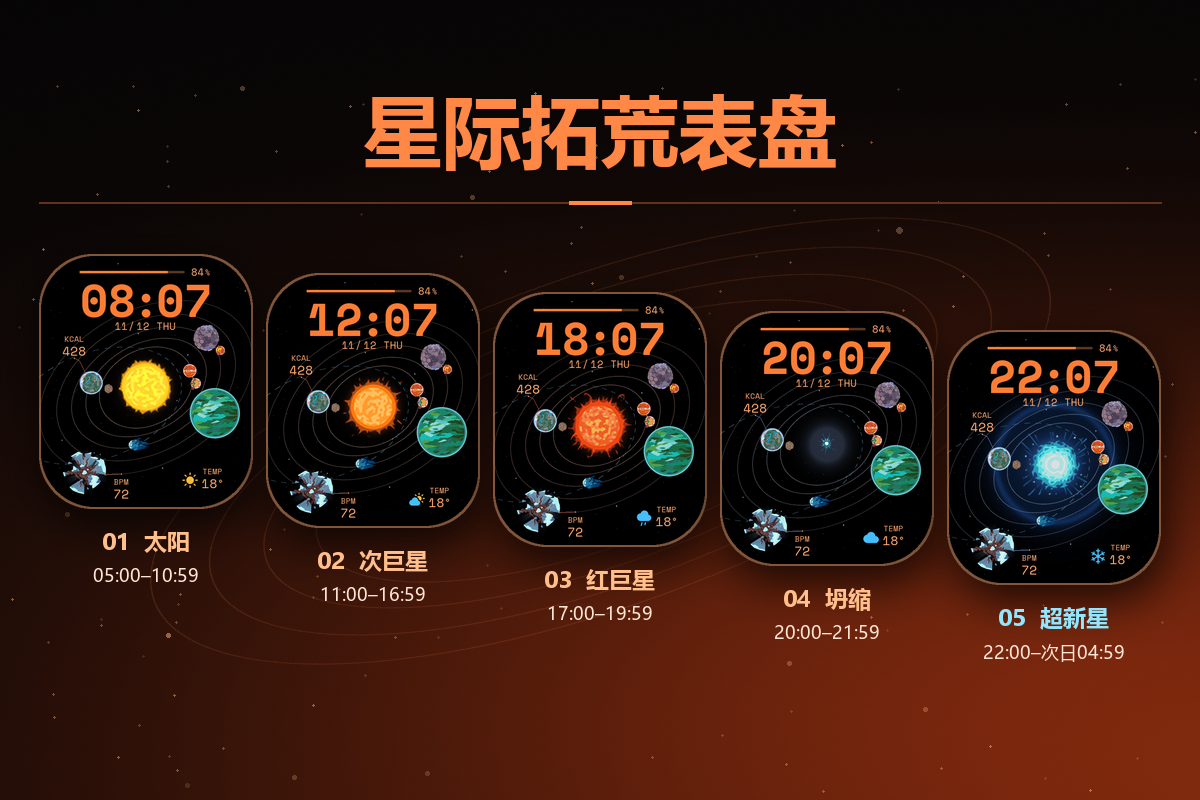 星际拓荒表盘
84%
08:07
11/12 THU
KCAL
428
BPM
72
TEMP
18°
01 太阳
05:00–10:59
84%
12:07
11/12 THU
KCAL
428
BPM
72
TEMP
18°
02 次巨星
11:00–16:59
84%
18:07
11/12 THU
KCAL
428
BPM
72
TEMP
18°
03 红巨星
17:00–19:59
84%
20:07
11/12 THU
KCAL
428
BPM
72
TEMP
18°
04 坍缩
20:00–21:59
84%
22:07
11/12 THU
KCAL
428
BPM
72
TEMP
18°
05 超新星
22:00–次日04:59